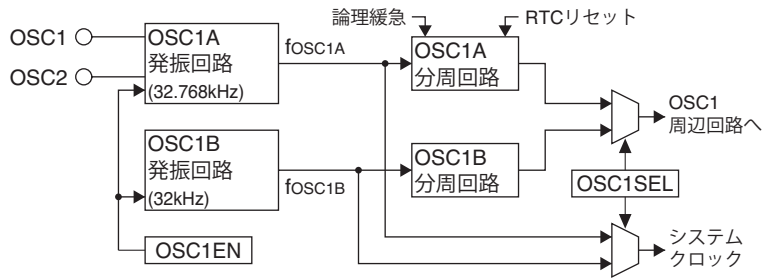 論理緩急
RTCリセット
OSC1
OSC2
OSC1A
発振回路
(32.768kHz)
fOSC1A
OSC1A
分周回路
OSC1
周辺回路へ
OSC1B
発振回路
(32kHz)
fOSC1B
OSC1B
分周回路
OSC1SEL
OSC1EN
システム
クロック